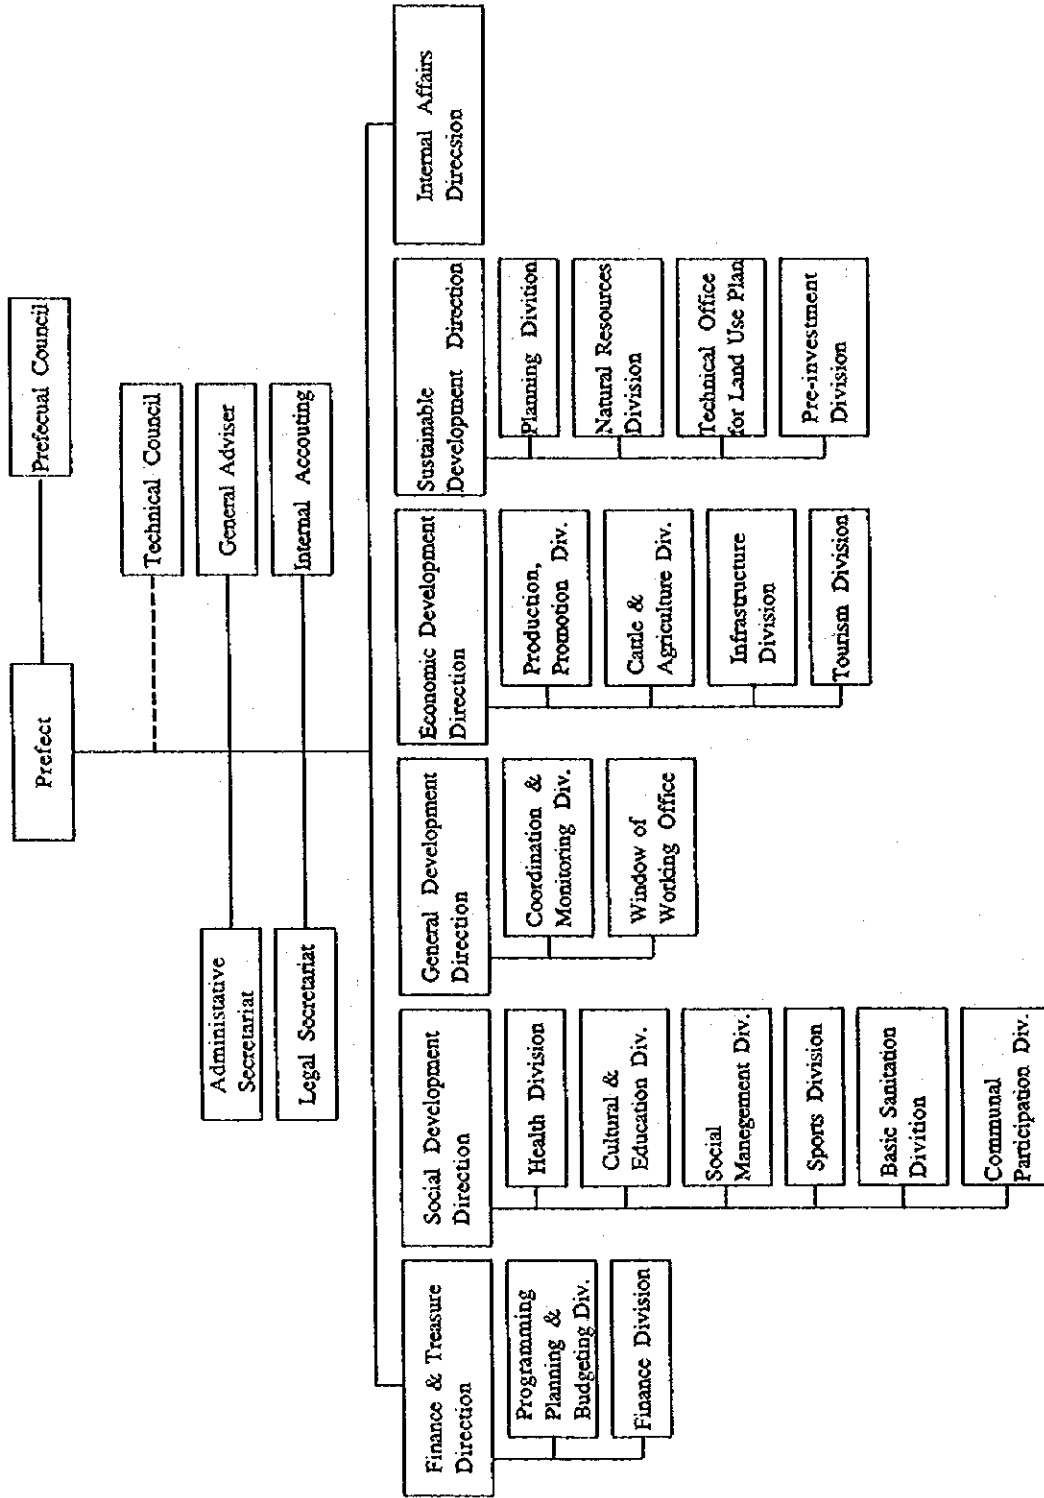 Prefect
Prefecual Council
Technical Council
Administative
Secretariat
General Adviser
Legal Secretariat
Internal Accouting
Finance & Treasure
Direction
Programming
Planning &
Budgeting Div.
Finance Division
Social Development
Direction
Health Division
Cultural &
Education Div.
Social
Manegement Div.
Sports Division
Basic Sanitation
Divition
Communal
Participation Div.
General Development
Direction
Coordination &
Monitoring Div.
Window of
Working Office
Economic Development
Direction
Production,
Promotion Div.
Cattle &
Agriculture Div.
Infrastructure
Division
Tourism Division
Sustainable
Development Direction
Planning Divition
Natural Resources
Division
Technical Office
for Land Use Plan
Pre-investment
Division
Internal Affairs
Direcsion